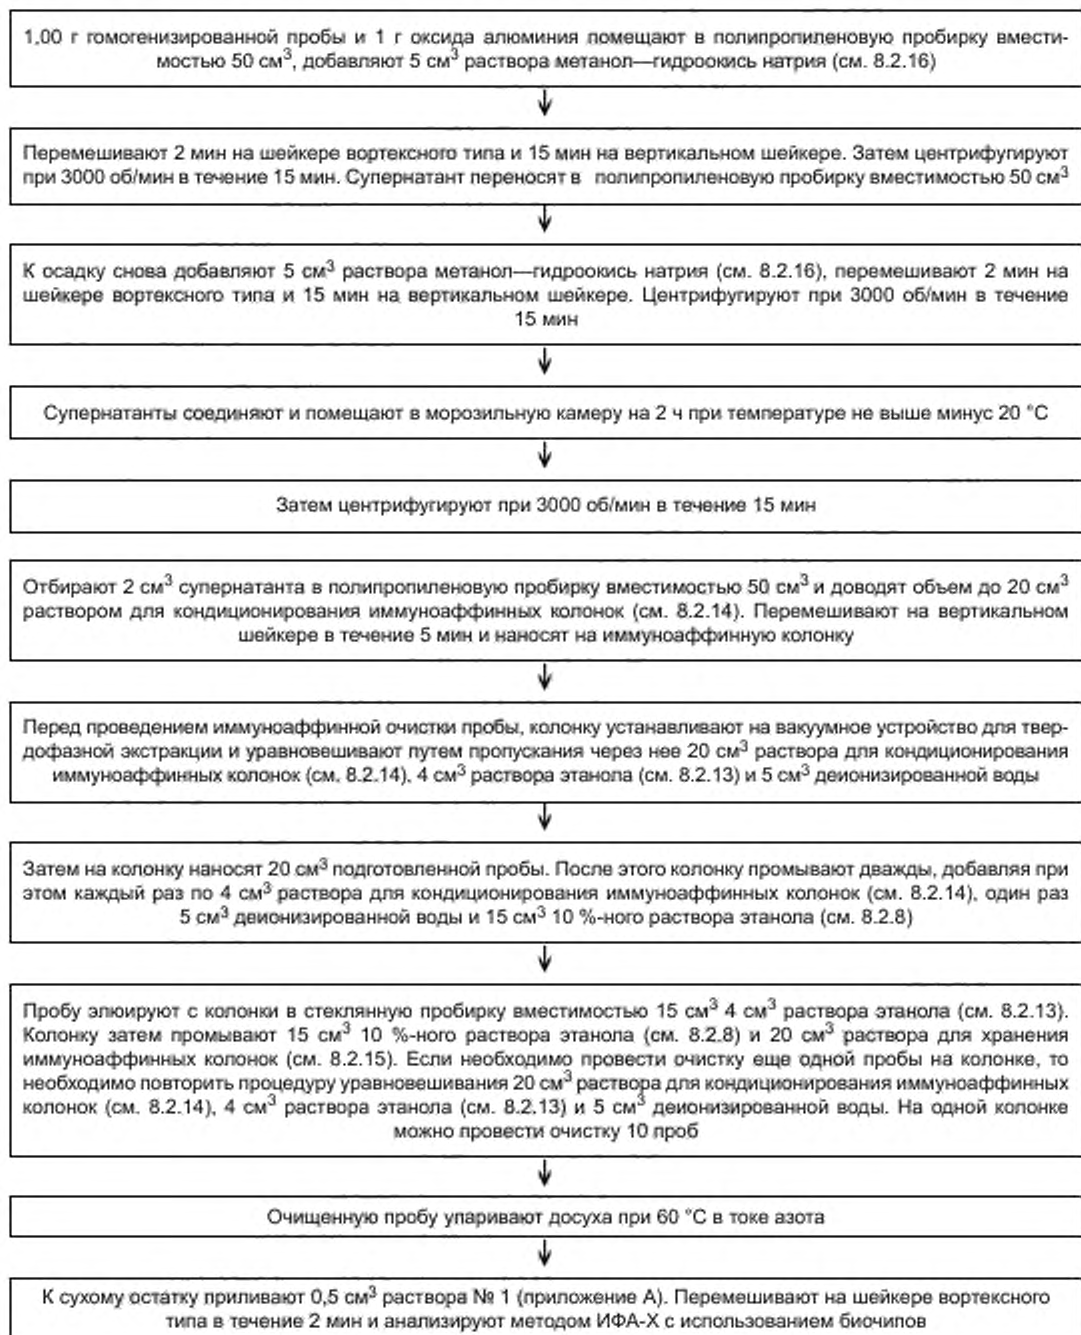 1,00 г гомогенизированной пробы и 1 г оксида алюминия помещают в полипропиленовую пробирку вмести-
мостью 50 см³, добавляют 5 см³ раствора метанол—гидроокись натрия (см. 8.2.16)
Перемешивают 2 мин на шейкере вортексного типа и 15 мин на вертикальном шейкере. Затем центрифугируют
при 3000 об/мин в течение 15 мин. Супернатант переносят в полипропиленовую пробирку вместимостью 50 см³
К осадку снова добавляют 5 см³ раствора метанол—гидроокись натрия (см. 8.2.16), перемешивают 2 мин на
шейкере вортексного типа и 15 мин на вертикальном шейкере. Центрифугируют при 3000 об/мин в течение
15 мин
Супернатанты соединяют и помещают в морозильную камеру на 2 ч при температуре не выше минус 20 °С
Затем центрифугируют при 3000 об/мин в течение 15 мин
Отбирают 2 см³ супернатанта в полипропиленовую пробирку вместимостью 50 см³ и доводят объем до 20 см³
раствором для кондиционирования иммуноаффинных колонок (см. 8.2.14). Перемешивают на вертикальном
шейкере в течение 5 мин и наносят на иммуноаффинную колонку
Перед проведением иммуноаффинной очистки пробы, колонку устанавливают на вакуумное устройство для твер-
дофазной экстракции и уравновешивают путем пропускания через нее 20 см³ раствора для кондиционирования
иммуноаффинных колонок (см. 8.2.14), 4 см³ раствора этанола (см. 8.2.13) и 5 см³ деионизированной воды
Затем на колонку наносят 20 см³ подготовленной пробы. После этого колонку промывают дважды, добавляя при
этом каждый раз по 4 см³ раствора для кондиционирования иммуноаффинных колонок (см. 8.2.14), один раз
5 см³ деионизированной воды и 15 см³ 10 %-ного раствора этанола (см. 8.2.8)
Пробу элюируют с колонки в стеклянную пробирку вместимостью 15 см³ 4 см³ раствора этанола (см. 8.2.13).
Колонку затем промывают 15 см³ 10 %-ного раствора этанола (см. 8.2.8) и 20 см³ раствора для хранения
иммуноаффинных колонок (см. 8.2.15). Если необходимо провести очистку еще одной пробы на колонке, то
необходимо повторить процедуру уравновешивания 20 см³ раствора для кондиционирования иммуноаффинных
колонок (см. 8.2.14), 4 см³ раствора этанола (см. 8.2.13) и 5 см³ деионизированной воды. На одной колонке
можно провести очистку 10 проб
Очищенную пробу упаривают досуха при 60 °С в токе азота
К сухому остатку приливают 0,5 см³ раствора № 1 (приложение А). Перемешивают на шейкере вортексного
типа в течение 2 мин и анализируют методом ИФА-Х с использованием биочипов